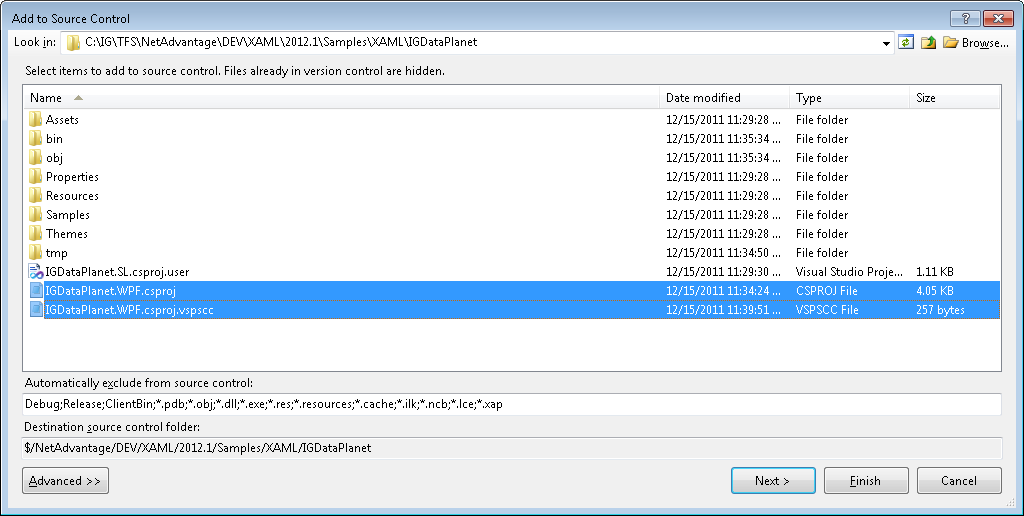 Add to Source Control
Look in: C:\IG\TFS\NetAdvantage\DEV\XAML\2012.1\Samples\XAML\IGDataPlanet Browse...
Select items to add to source control. Files already in version control are hidden.
Name Date modified Type Size
Assets 12/15/2011 11:29:28 ... File folder
bin 12/15/2011 11:35:34 ... File folder
obj 12/15/2011 11:35:34 ... File folder
Properties 12/15/2011 11:29:28 ... File folder
Resources 12/15/2011 11:29:28 ... File folder
Samples 12/15/2011 11:29:28 ... File folder
Themes 12/15/2011 11:29:28 ... File folder
tmp 12/15/2011 11:34:50 ... File folder
IGDataPlanet.SL.csproj.user 12/15/2011 11:29:30 ... Visual Studio Proje... 1.11 KB
IGDataPlanet.WPF.csproj 12/15/2011 11:34:24 ... CSPROJ File 4.05 KB
IGDataPlanet.WPF.csproj.vspscc 12/15/2011 11:39:51 ... VSPSCC File 257 bytes
Automatically exclude from source control:
Debug;Release;ClientBin;*.pdb;*.obj;*.dll;*.exe;*.res;*.resources;*.cache;*.ilk;*.ncb;*.lce;*.xap
Destination source control folder:
$/NetAdvantage/DEV/XAML/2012.1/Samples/XAML/IGDataPlanet
Advanced >> Next > Finish Cancel